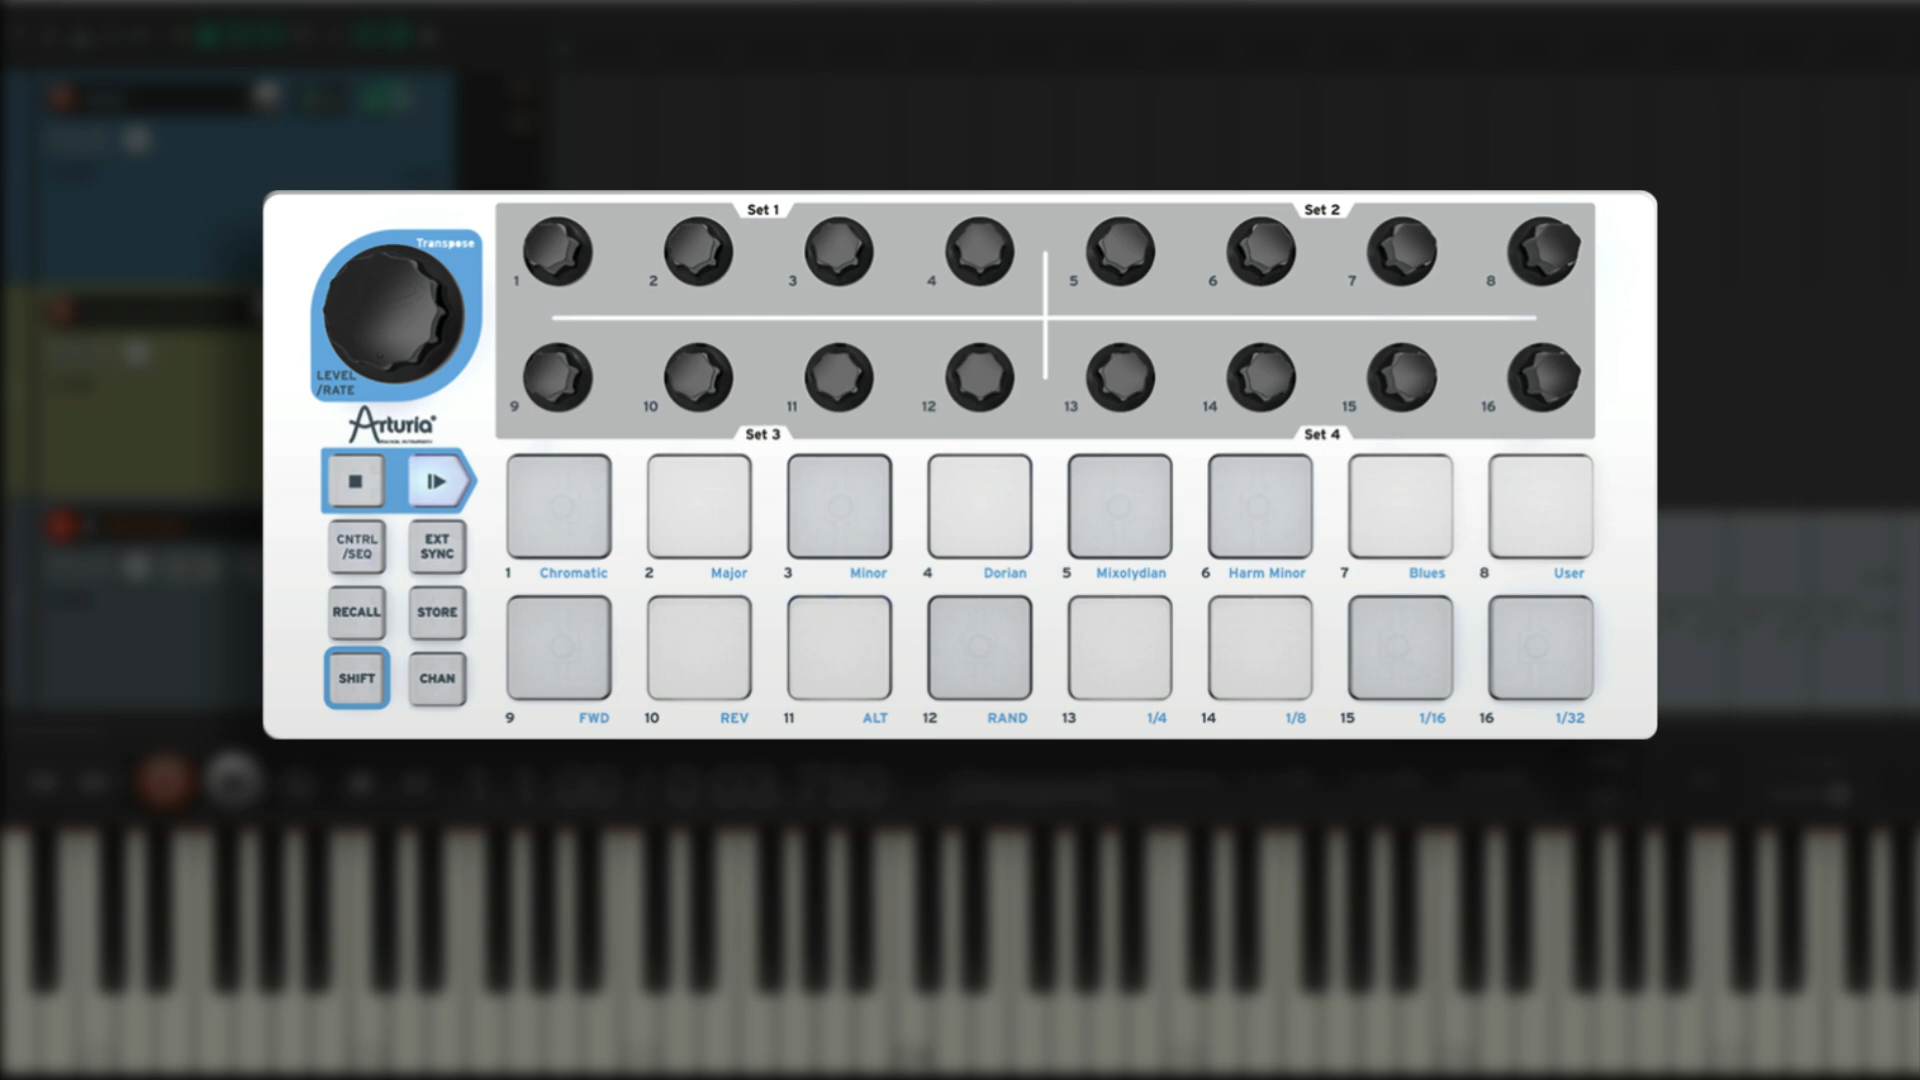 Set 1
Set 2
Transpose
1 2 3 4 5 6 7 8
LEVEL
/RATE
9 10 11 12 13 14 15 16
Arturia
Set 3
Set 4
CNTRL
/SEQ
EXT
SYNC
1 Chromatic 2 Major 3 Minor 4 Dorian 5 Mixolydian 6 Harm Minor 7 Blues 8 User
RECALL STORE
SHIFT CHAN
9 FWD 10 REV 11 ALT 12 RAND 13 1/4 14 1/8 15 1/16 16 1/32